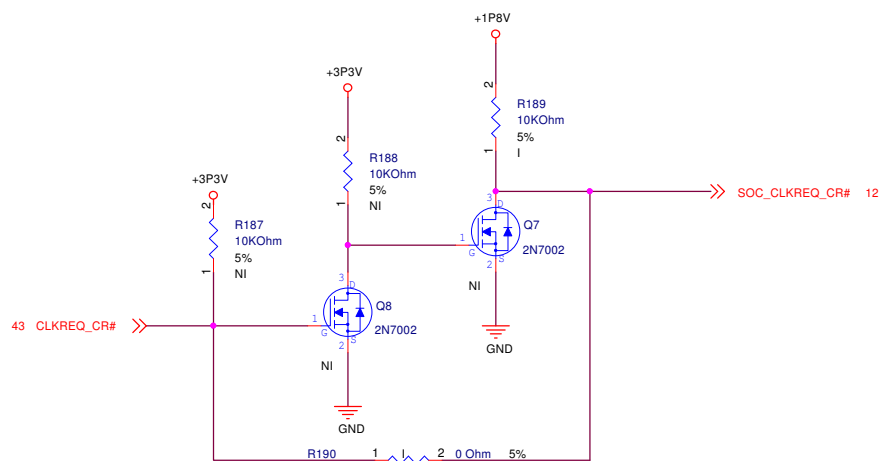 +1P8V
2
R189
10KOhm
5%
1
I
+3P3V
2
R188
10KOhm
5%
1
NI
+3P3V
2
R187
10KOhm
5%
1
NI
3
D
Q7
1
G
2N7002
2
S
NI
GND
SOC_CLKREQ_CR# 12
3
D
Q8
43 CLKREQ_CR#
1
G
2N7002
2
S
NI
GND
R190 1 I 2 0 Ohm 5%